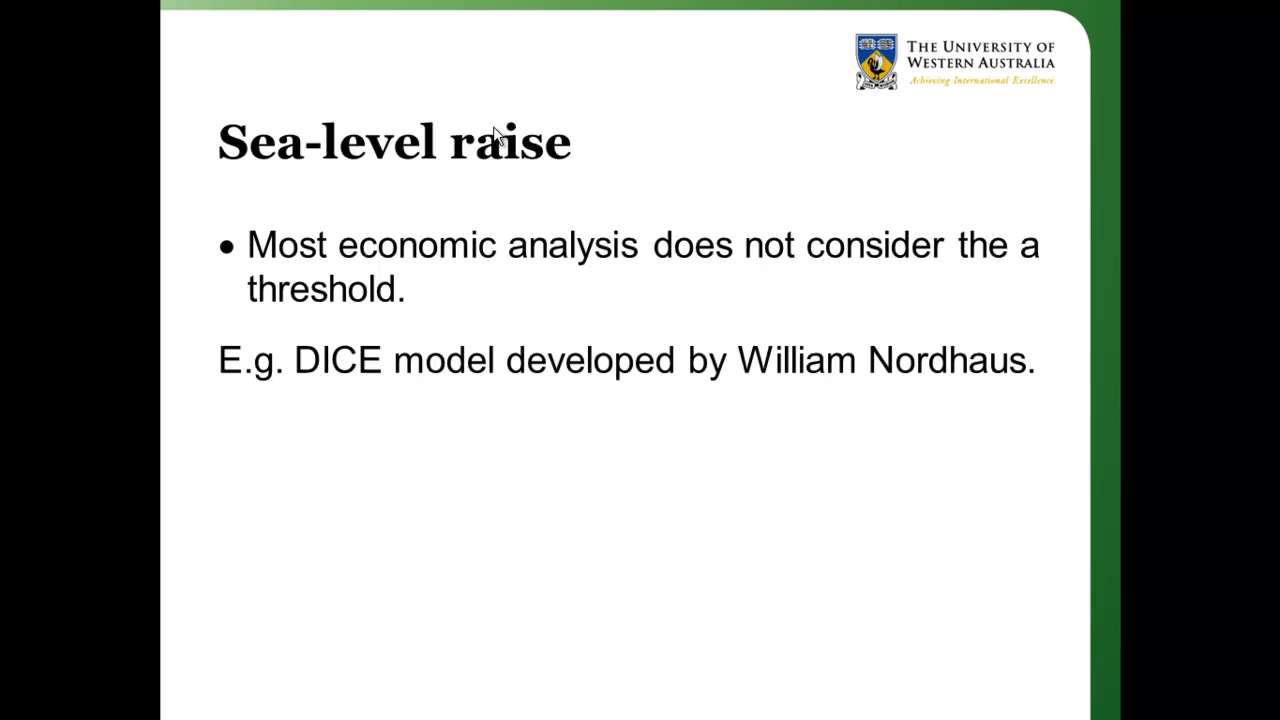 THE UNIVERSITY OF
WESTERN AUSTRALIA
Achieving International Excellence
Sea-level raise
• Most economic analysis does not consider the a
threshold.
E.g. DICE model developed by William Nordhaus.